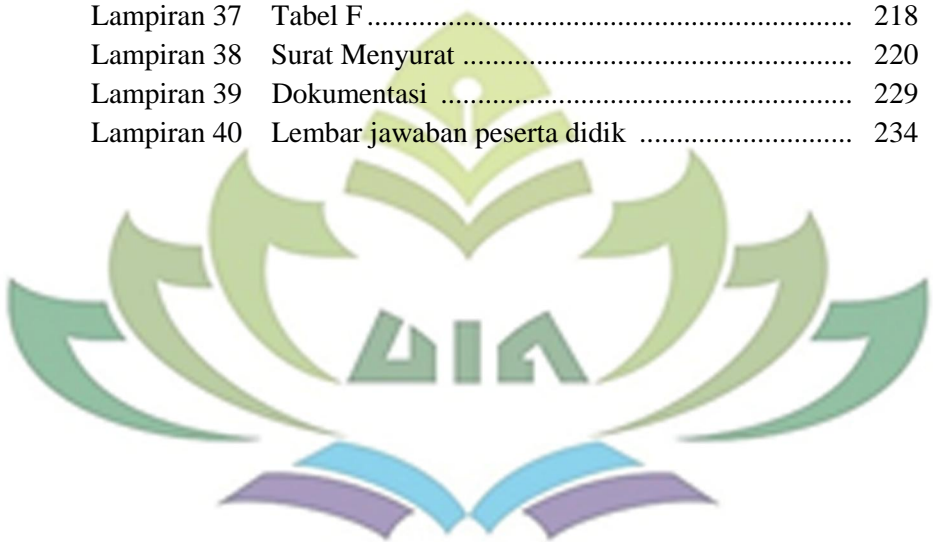 Lampiran 37 Tabel F ................................................................ 218
Lampiran 38 Surat Menyurat .................................................... 220
Lampiran 39 Dokumentasi ....................................................... 229
Lampiran 40 Lembar jawaban peserta didik ............................ 234
UIN